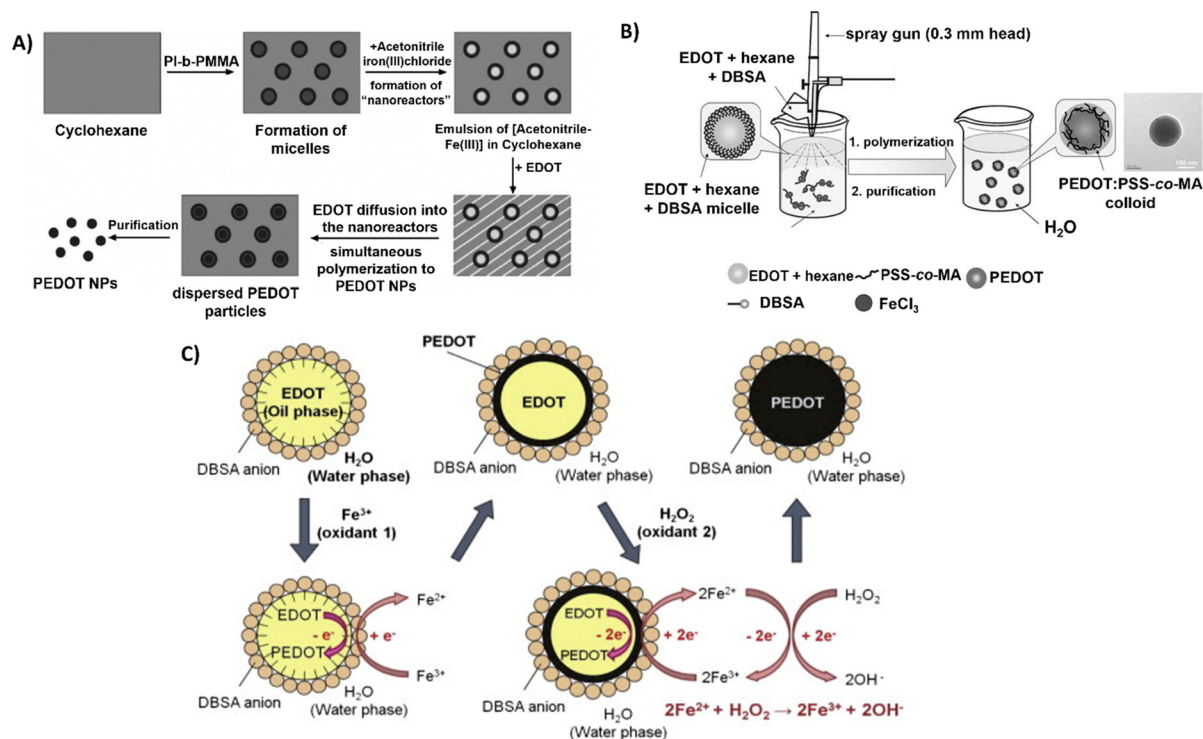 A)
PI-b-PMMA
Cyclohexane
Formation of
micelles
+Acetonitrile
iron(III)chloride
formation of
"nanoreactors"
Emulsion of [Acetonitrile-
Fe(III)] in Cyclohexane
+ EDOT
EDOT diffusion into
the nanoreactors
simultaneous
polymerization to
PEDOT NPs
dispersed PEDOT
particles
Purification
PEDOT NPs
B)
spray gun (0.3 mm head)
EDOT + hexane
+ DBSA
EDOT + hexane
+ DBSA micelle
1. polymerization
2. purification
100 nm
PEDOT:PSS-co-MA
colloid
H2O
EDOT + hexane
PSS-co-MA
PEDOT
DBSA
FeCl3
C)
EDOT
(Oil phase)
DBSA anion
H2O
(Water phase)
PEDOT
EDOT
DBSA anion
H2O
(Water phase)
PEDOT
DBSA anion
H2O
(Water phase)
Fe3+
(oxidant 1)
H2O2
(oxidant 2)
EDOT
- e-
+ e-
PEDOT
Fe2+
Fe3+
DBSA anion
H2O
(Water phase)
EDOT
- 2e-
+ 2e-
PEDOT
2Fe2+
2Fe3+
- 2e-
+ 2e-
H2O2
2OH-
DBSA anion
H2O
(Water phase)
2Fe2+ + H2O2 → 2Fe3+ + 2OH-